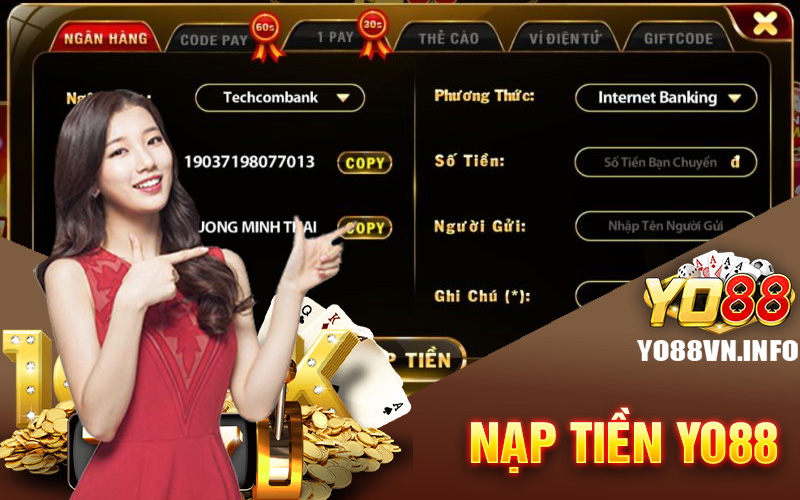 NGÂN HÀNG
CODE PAY
60s
1 PAY
30s
THẺ CÀO
VÍ ĐIỆN TỬ
GIFTCODE
Techcombank
Phương Thức:
Internet Banking
19037198077013
COPY
Số Tiền:
Số Tiền Bạn Chuyển đ
UONG MINH THAI
COPY
Người Gửi:
Nhập Tên Người Gửi
Ghi Chú (*):
TIỀN
YO88
YO88VN.INFO
NẠP TIỀN YO88